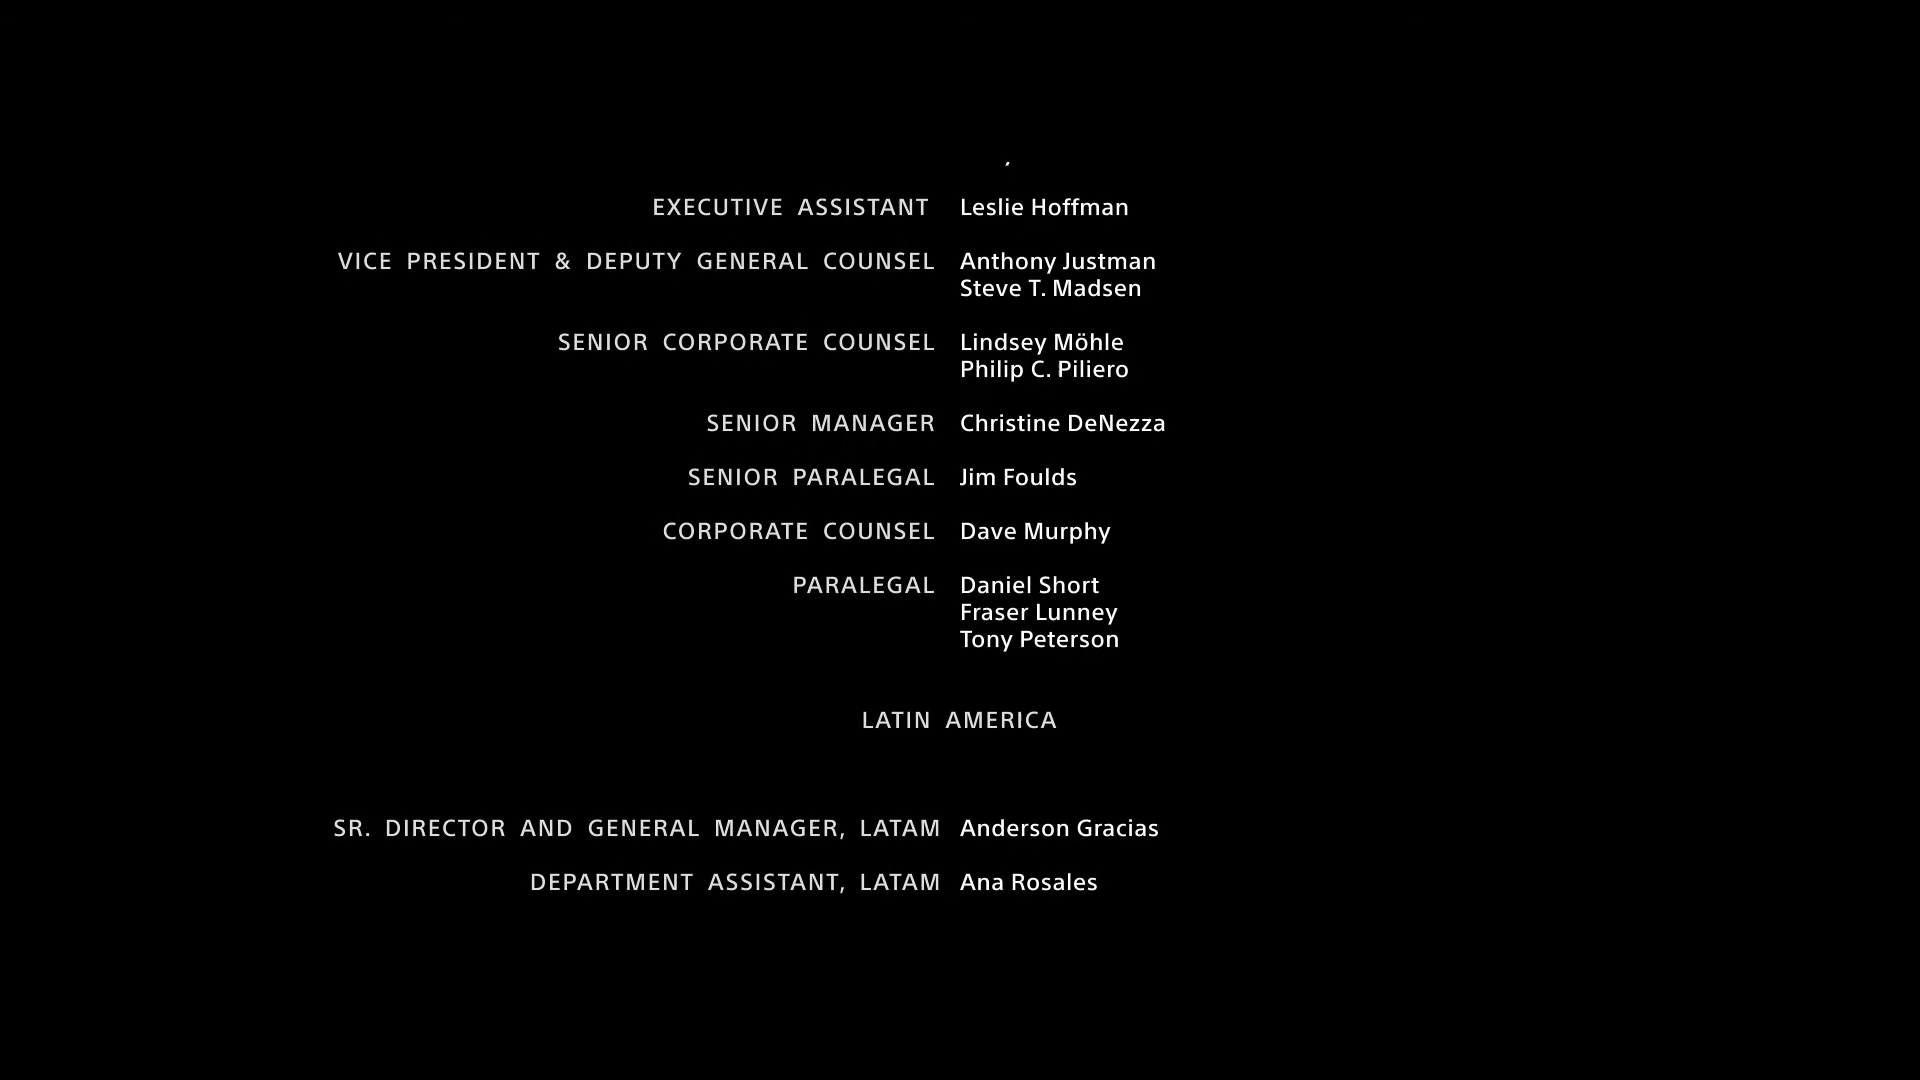 EXECUTIVE ASSISTANT Leslie Hoffman
VICE PRESIDENT & DEPUTY GENERAL COUNSEL Anthony Justman
Steve T. Madsen
SENIOR CORPORATE COUNSEL Lindsey Möhle
Philip C. Piliero
SENIOR MANAGER Christine DeNezza
SENIOR PARALEGAL Jim Foulds
CORPORATE COUNSEL Dave Murphy
PARALEGAL Daniel Short
Fraser Lunney
Tony Peterson
LATIN AMERICA
SR. DIRECTOR AND GENERAL MANAGER, LATAM Anderson Gracias
DEPARTMENT ASSISTANT, LATAM Ana Rosales